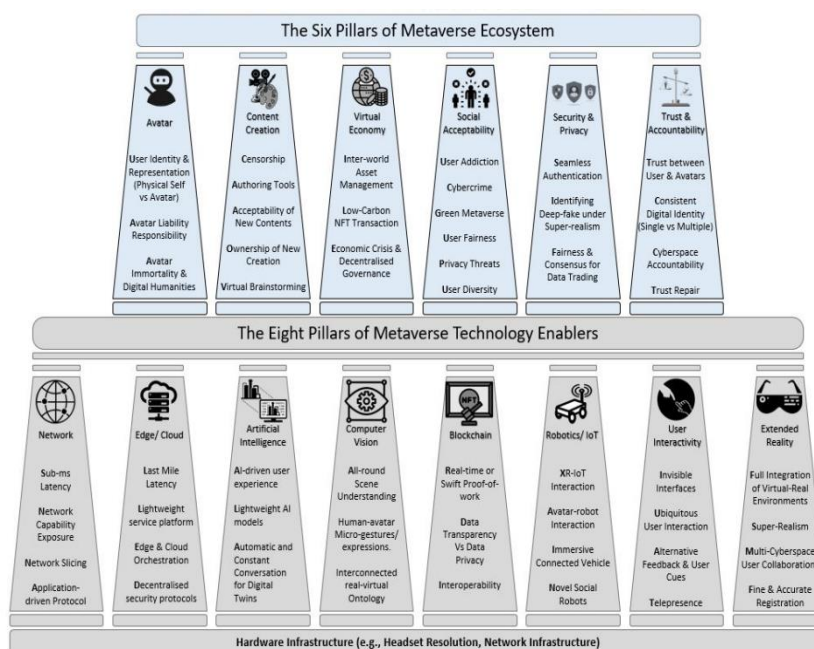 The Six Pillars of Metaverse Ecosystem
Avatar
User Identity &
Representation
(Physical Self
vs Avatar)
Avatar Liability
Responsibility
Avatar
Immortality &
Digital Humanities
Content
Creation
Censorship
Authoring Tools
Acceptability of
New Contents
Ownership of New
Creation
Virtual Brainstorming
Virtual
Economy
Inter-world
Asset
Management
Low-Carbon
NFT Transaction
Economic Crisis &
Decentralised
Governance
Social
Acceptability
User Addiction
Cybercrime
Green Metaverse
User Fairness
Privacy Threats
User Diversity
Security &
Privacy
Seamless
Authentication
Identifying
Deep-fake under
Super-realism
Fairness &
Consensus for
Data Trading
Trust &
Accountability
Trust between
User & Avatars
Consistent
Digital Identity
(Single vs Multiple)
Cyberspace
Accountability
Trust Repair
The Eight Pillars of Metaverse Technology Enablers
Network
Sub-ms
Latency
Network
Capability
Exposure
Network Slicing
Application-
driven Protocol
Edge/ Cloud
Last Mile
Latency
Lightweight
service platform
Edge & Cloud
Orchestration
Decentralised
security protocols
Artificial
Intelligence
AI-driven user
experience
Lightweight AI
models
Automatic and
Constant
Conversation
for Digital
Twins
Computer
Vision
All-round
Scene
Understanding
Human-avatar
Micro-gestures/
expressions.
Interconnected
real-virtual
Ontology
NFT
Blockchain
Real-time or
Swift Proof-of-
work
Data
Transparency
Vs Data
Privacy
Interoperability
Robotics/ IoT
XR-IoT
Interaction
Avatar-robot
Interaction
Immersive
Connected Vehicle
Novel Social
Robots
User
Interactivity
Invisible
Interfaces
Ubiquitous
User Interaction
Alternative
Feedback & User
Cues
Telepresence
Extended
Reality
Full Integration
of Virtual-Real
Environments
Super-Realism
Multi-Cyberspace
User Collaboration
Fine & Accurate
Registration
Hardware Infrastructure (e.g., Headset Resolution, Network Infrastructure)